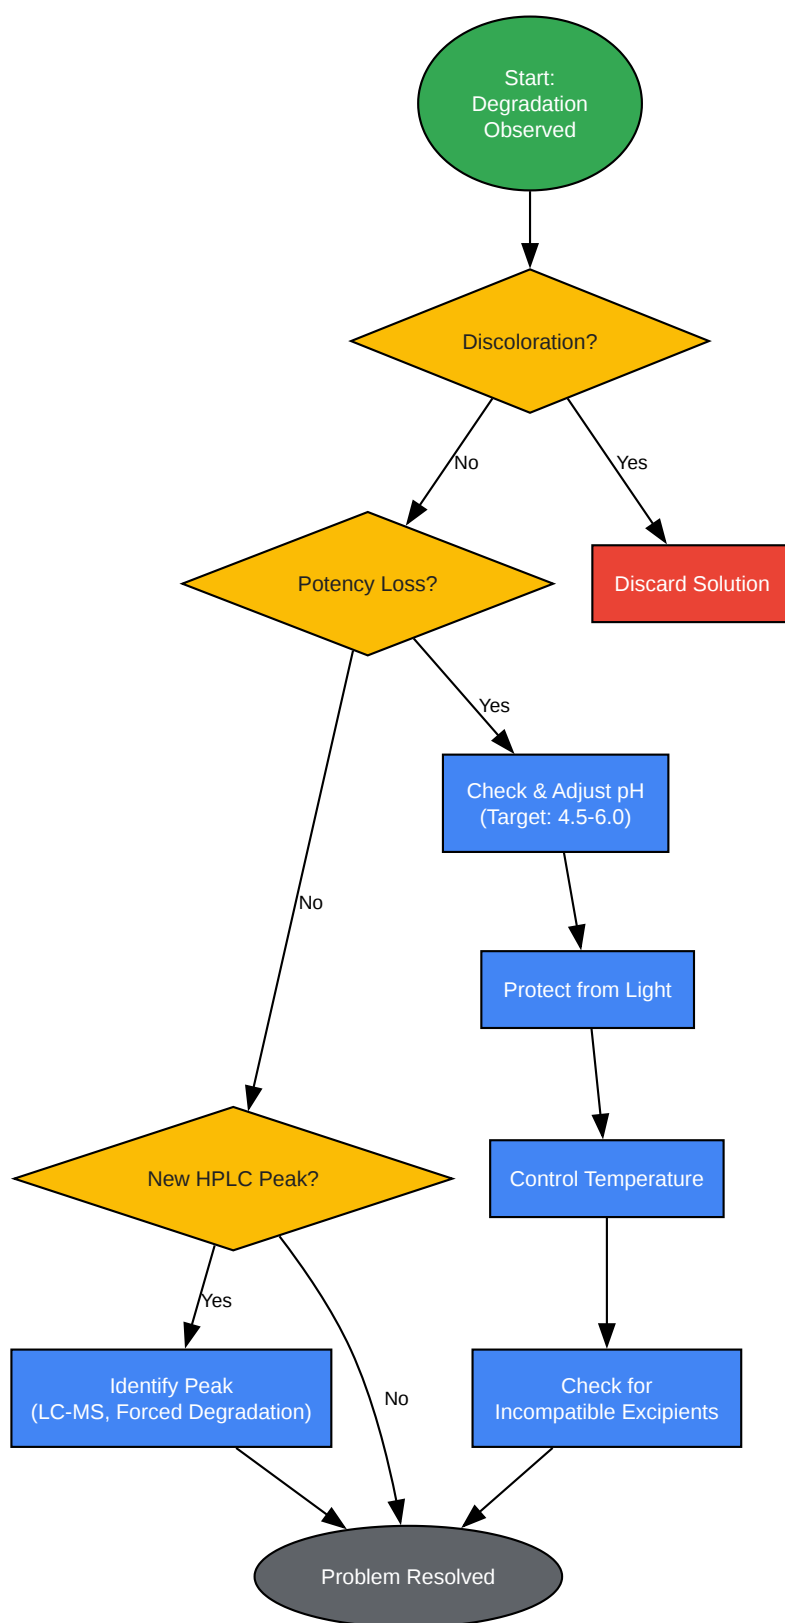 Start:
Degradation
Observed
Discoloration?
No
Yes
Potency Loss?
Discard Solution
Yes
Check & Adjust pH
(Target: 4.5-6.0)
No
Protect from Light
New HPLC Peak?
Control Temperature
Yes
Identify Peak
(LC-MS, Forced Degradation)
No
Check for
Incompatible Excipients
Problem Resolved